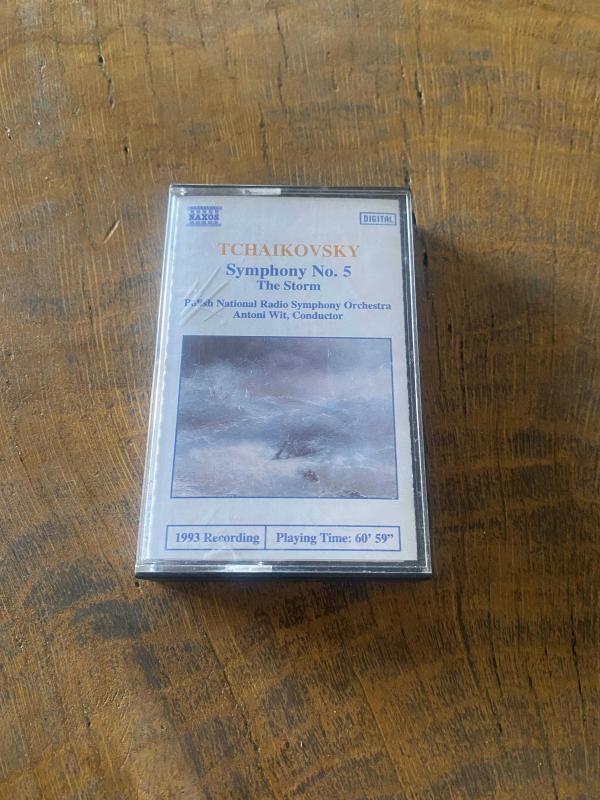 NAXOS
DIGITAL
TCHAIKOVSKY
Symphony No. 5
The Storm
Polish National Radio Symphony Orchestra
Antoni Wit, Conductor
1993 Recording
Playing Time: 60' 59"